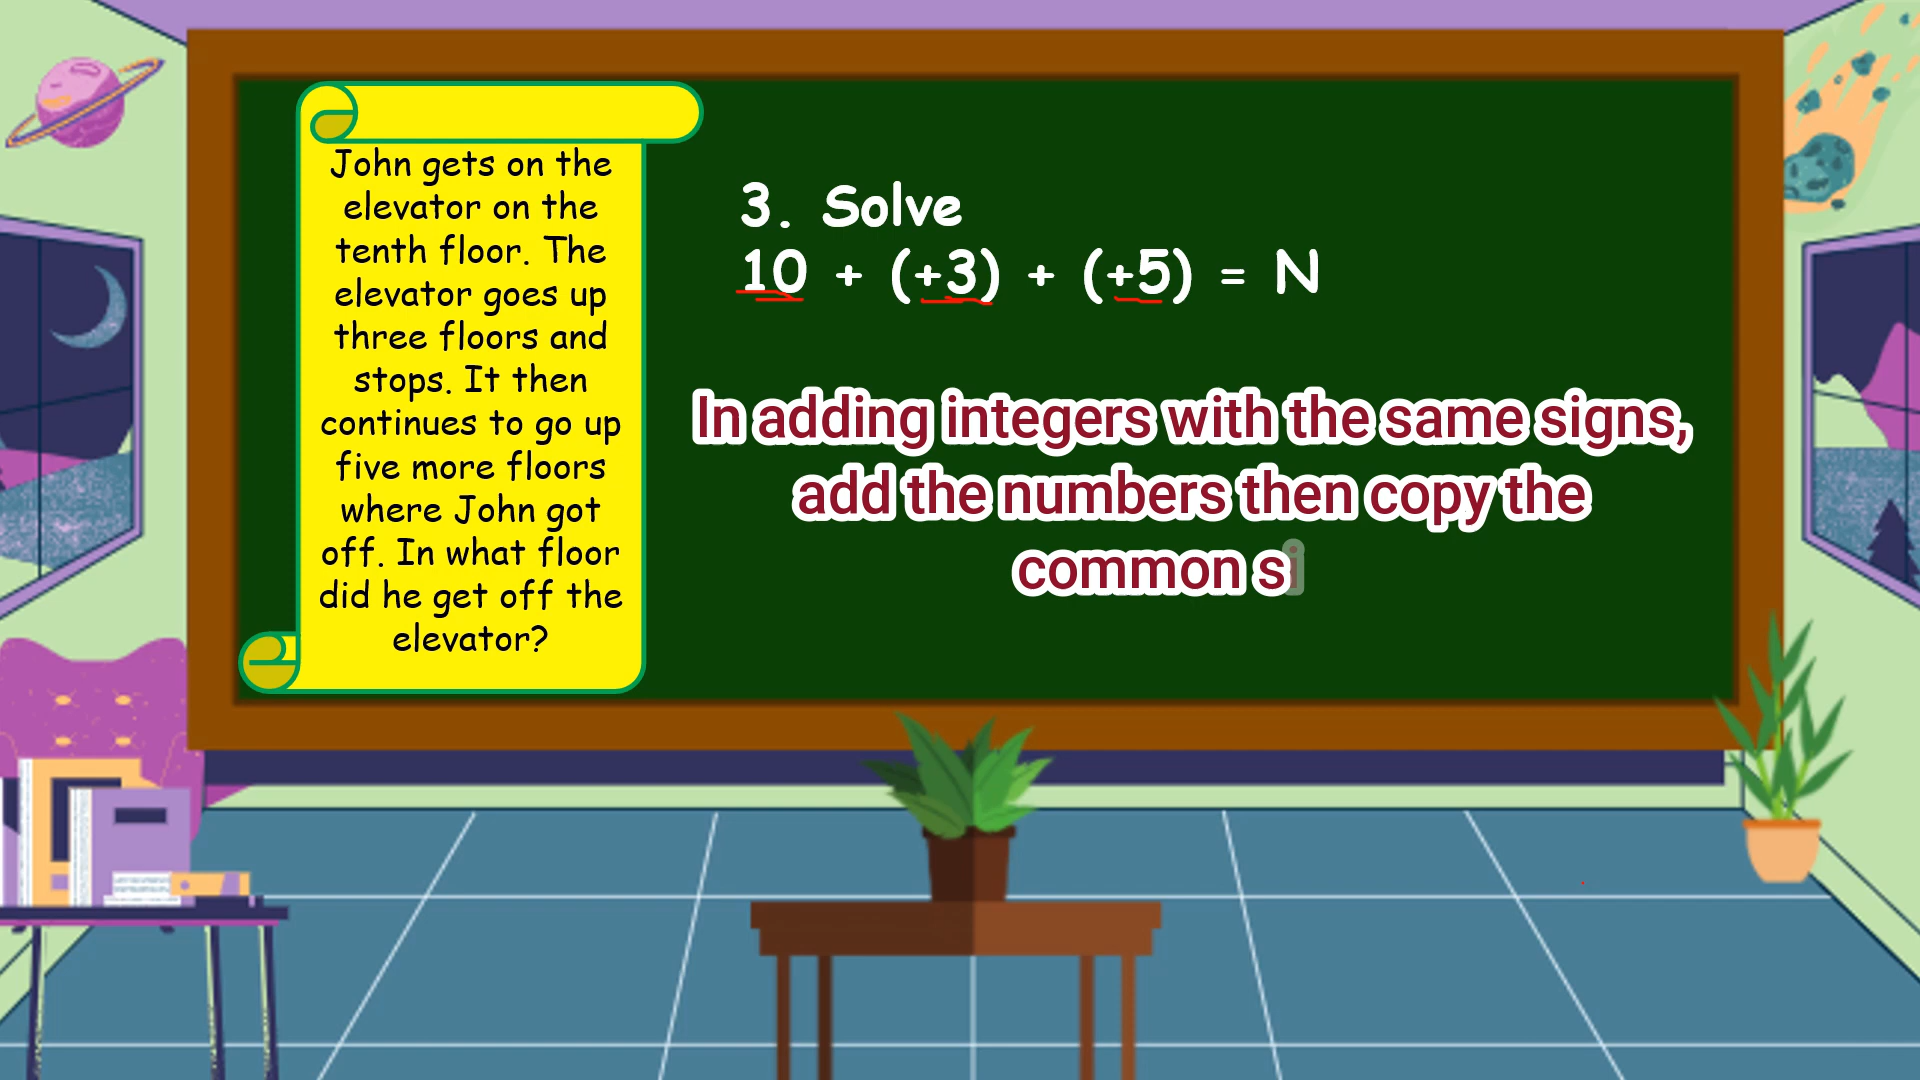 John gets on the
elevator on the
tenth floor. The
elevator goes up
three floors and
stops. It then
continues to go up
five more floors
where John got
off. In what floor
did he get off the
elevator?
3. Solve
10 + (+3) + (+5) = N
In adding integers with the same signs,
add the numbers then copy the
common si